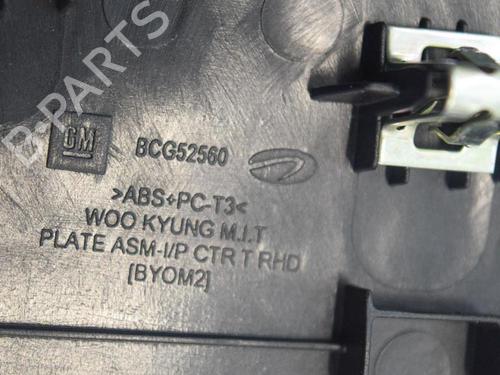 B-PARTS
GM BCG52560
>ABS+PC-T3<
WOO KYUNG M.I.T
PLATE ASM-I/P CTR T RHD
[BYOM2]